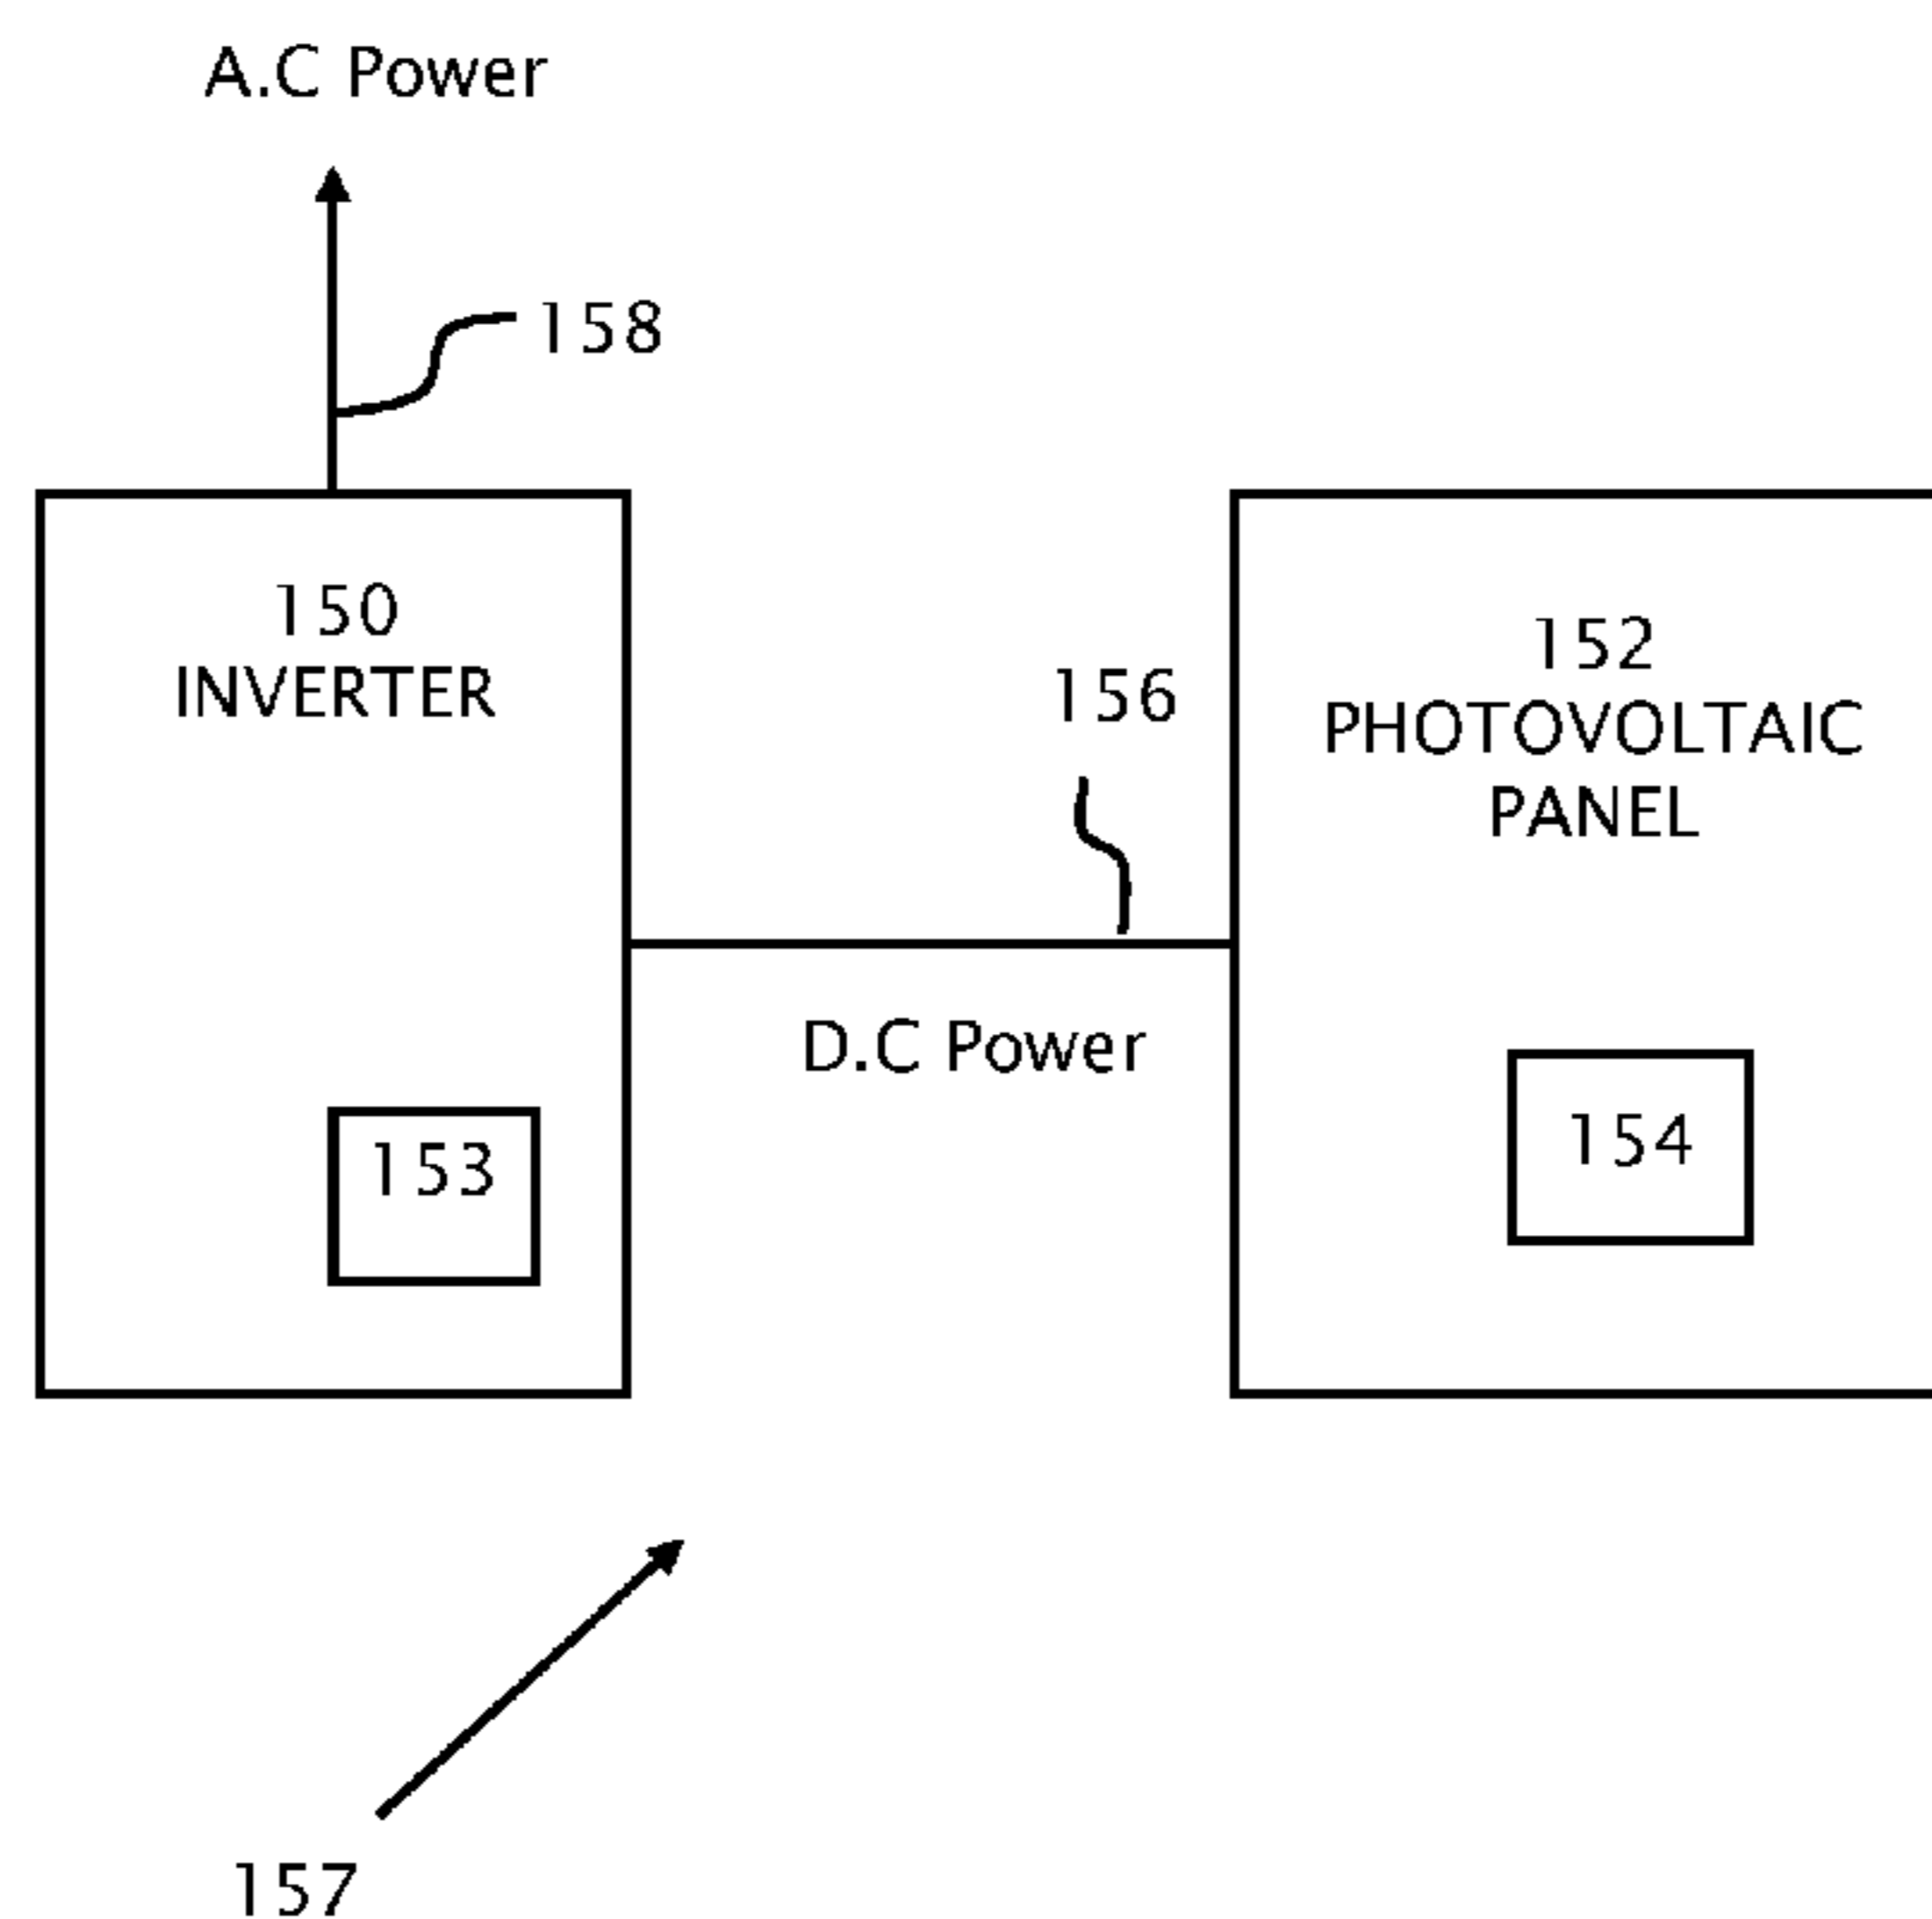 A.C Power
158
150
INVERTER
152
PHOTOVOLTAIC
PANEL
156
D.C Power
153
154
157